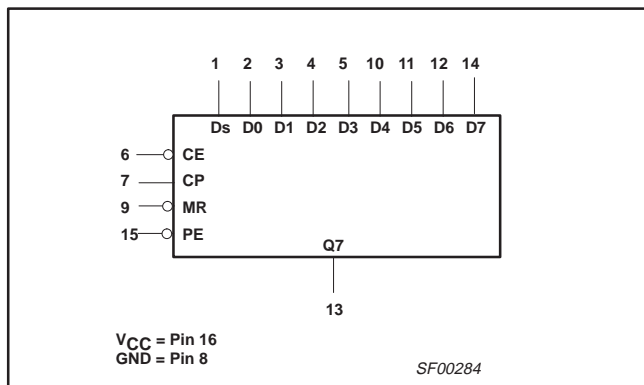 1 2 3 4 5 10 11 12 14
Ds D0 D1 D2 D3 D4 D5 D6 D7
6 CE
7 CP
9 MR
15 PE
Q7
13
VCC = Pin 16
GND = Pin 8
SF00284